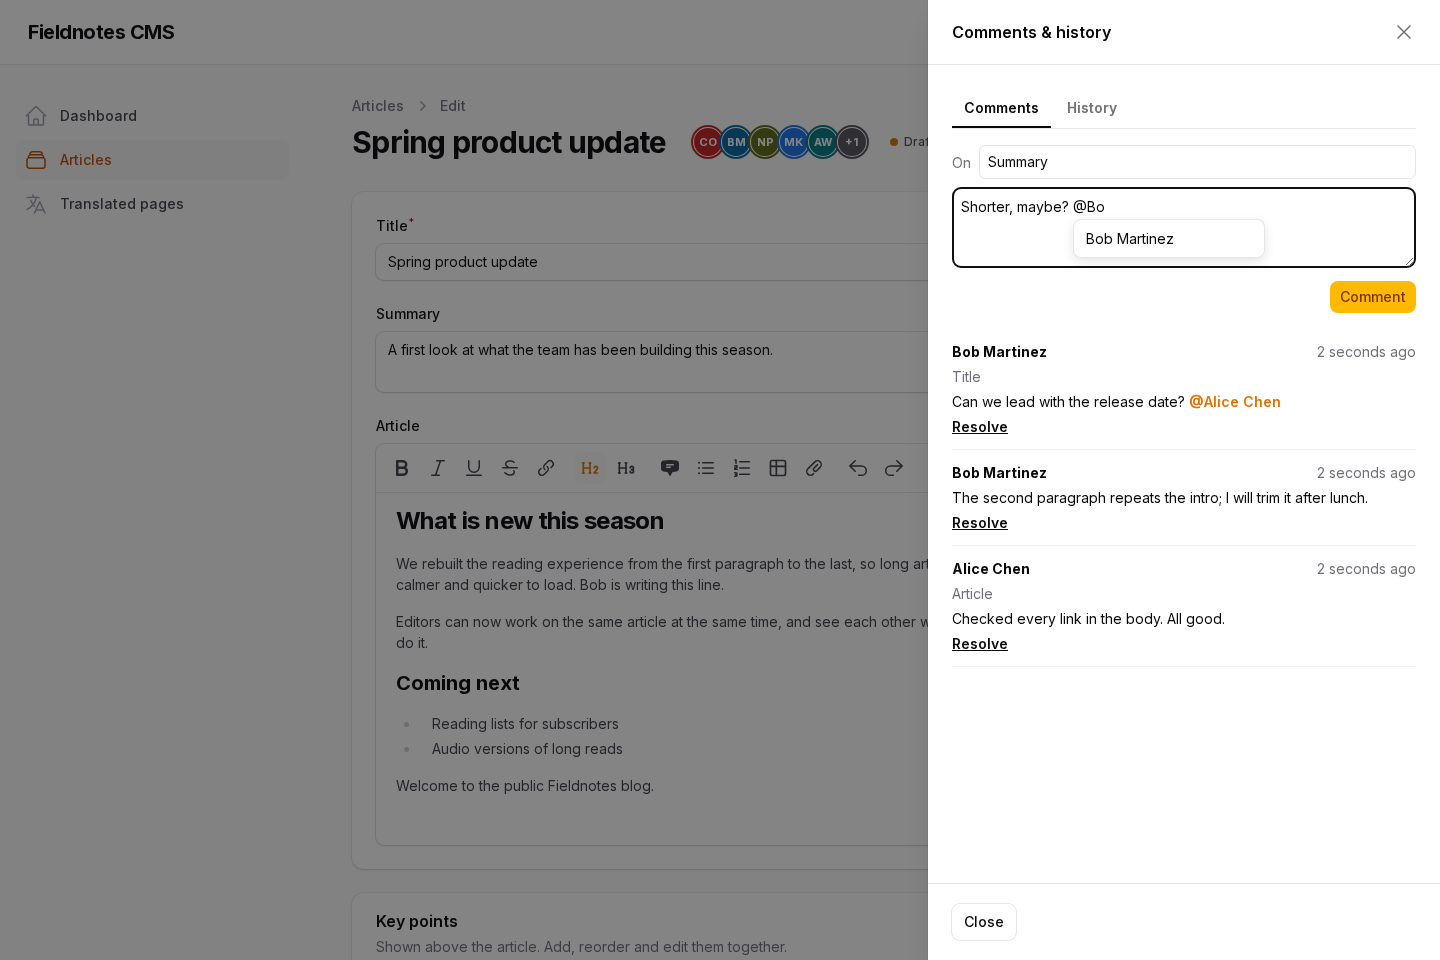 Fieldnotes CMS
Dashboard
Articles
Translated pages
Articles
Edit
Spring product update
CO
BM
NP
MK
AW
+1
Title*
Spring product update
Summary
A first look at what the team has been building this season.
Article
B
I
U
S
H2
H3
What is new this season
We rebuilt the reading experience from the first paragraph to the last, so long
calmer and quicker to load. Bob is writing this line.
Editors can now work on the same article at the same time, and see each other
do it.
Coming next
Reading lists for subscribers
Audio versions of long reads
Welcome to the public Fieldnotes blog.
Key points
Shown above the article. Add, reorder and edit them together.
Comments & history
Comments
History
On
Summary
Shorter, maybe? @Bo
Bob Martinez
Comment
Bob Martinez
2 seconds ago
Title
Can we lead with the release date? @Alice Chen
Resolve
Bob Martinez
2 seconds ago
The second paragraph repeats the intro; I will trim it after lunch.
Resolve
Alice Chen
2 seconds ago
Article
Checked every link in the body. All good.
Resolve
Close